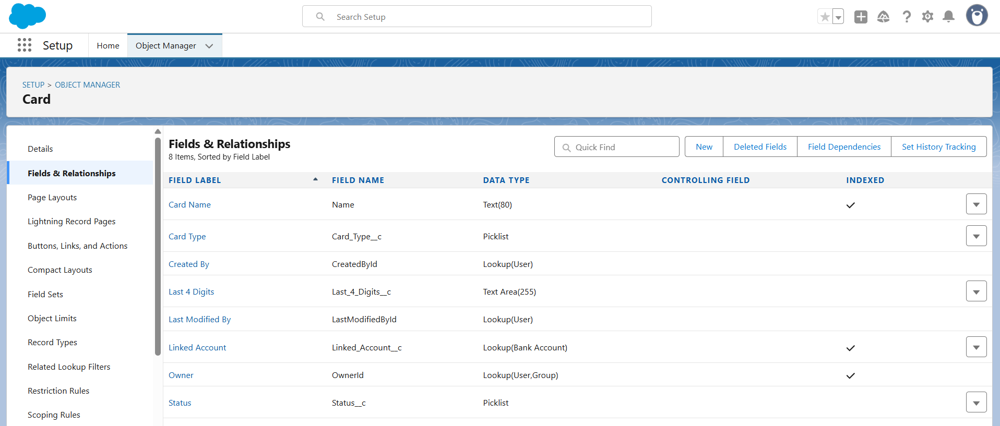 Search Setup
Setup
Home
Object Manager
SETUP > OBJECT MANAGER
Card
Details
Fields & Relationships
Page Layouts
Lightning Record Pages
Buttons, Links, and Actions
Compact Layouts
Field Sets
Object Limits
Record Types
Related Lookup Filters
Restriction Rules
Scoping Rules
Fields & Relationships
8 Items, Sorted by Field Label
Quick Find
New
Deleted Fields
Field Dependencies
Set History Tracking
FIELD LABEL FIELD NAME DATA TYPE CONTROLLING FIELD INDEXED
Card Name Name Text(80)
Card Type Card_Type__c Picklist
Created By CreatedById Lookup(User)
Last 4 Digits Last_4_Digits__c Text Area(255)
Last Modified By LastModifiedById Lookup(User)
Linked Account Linked_Account__c Lookup(Bank Account)
Owner OwnerId Lookup(User,Group)
Status Status__c Picklist